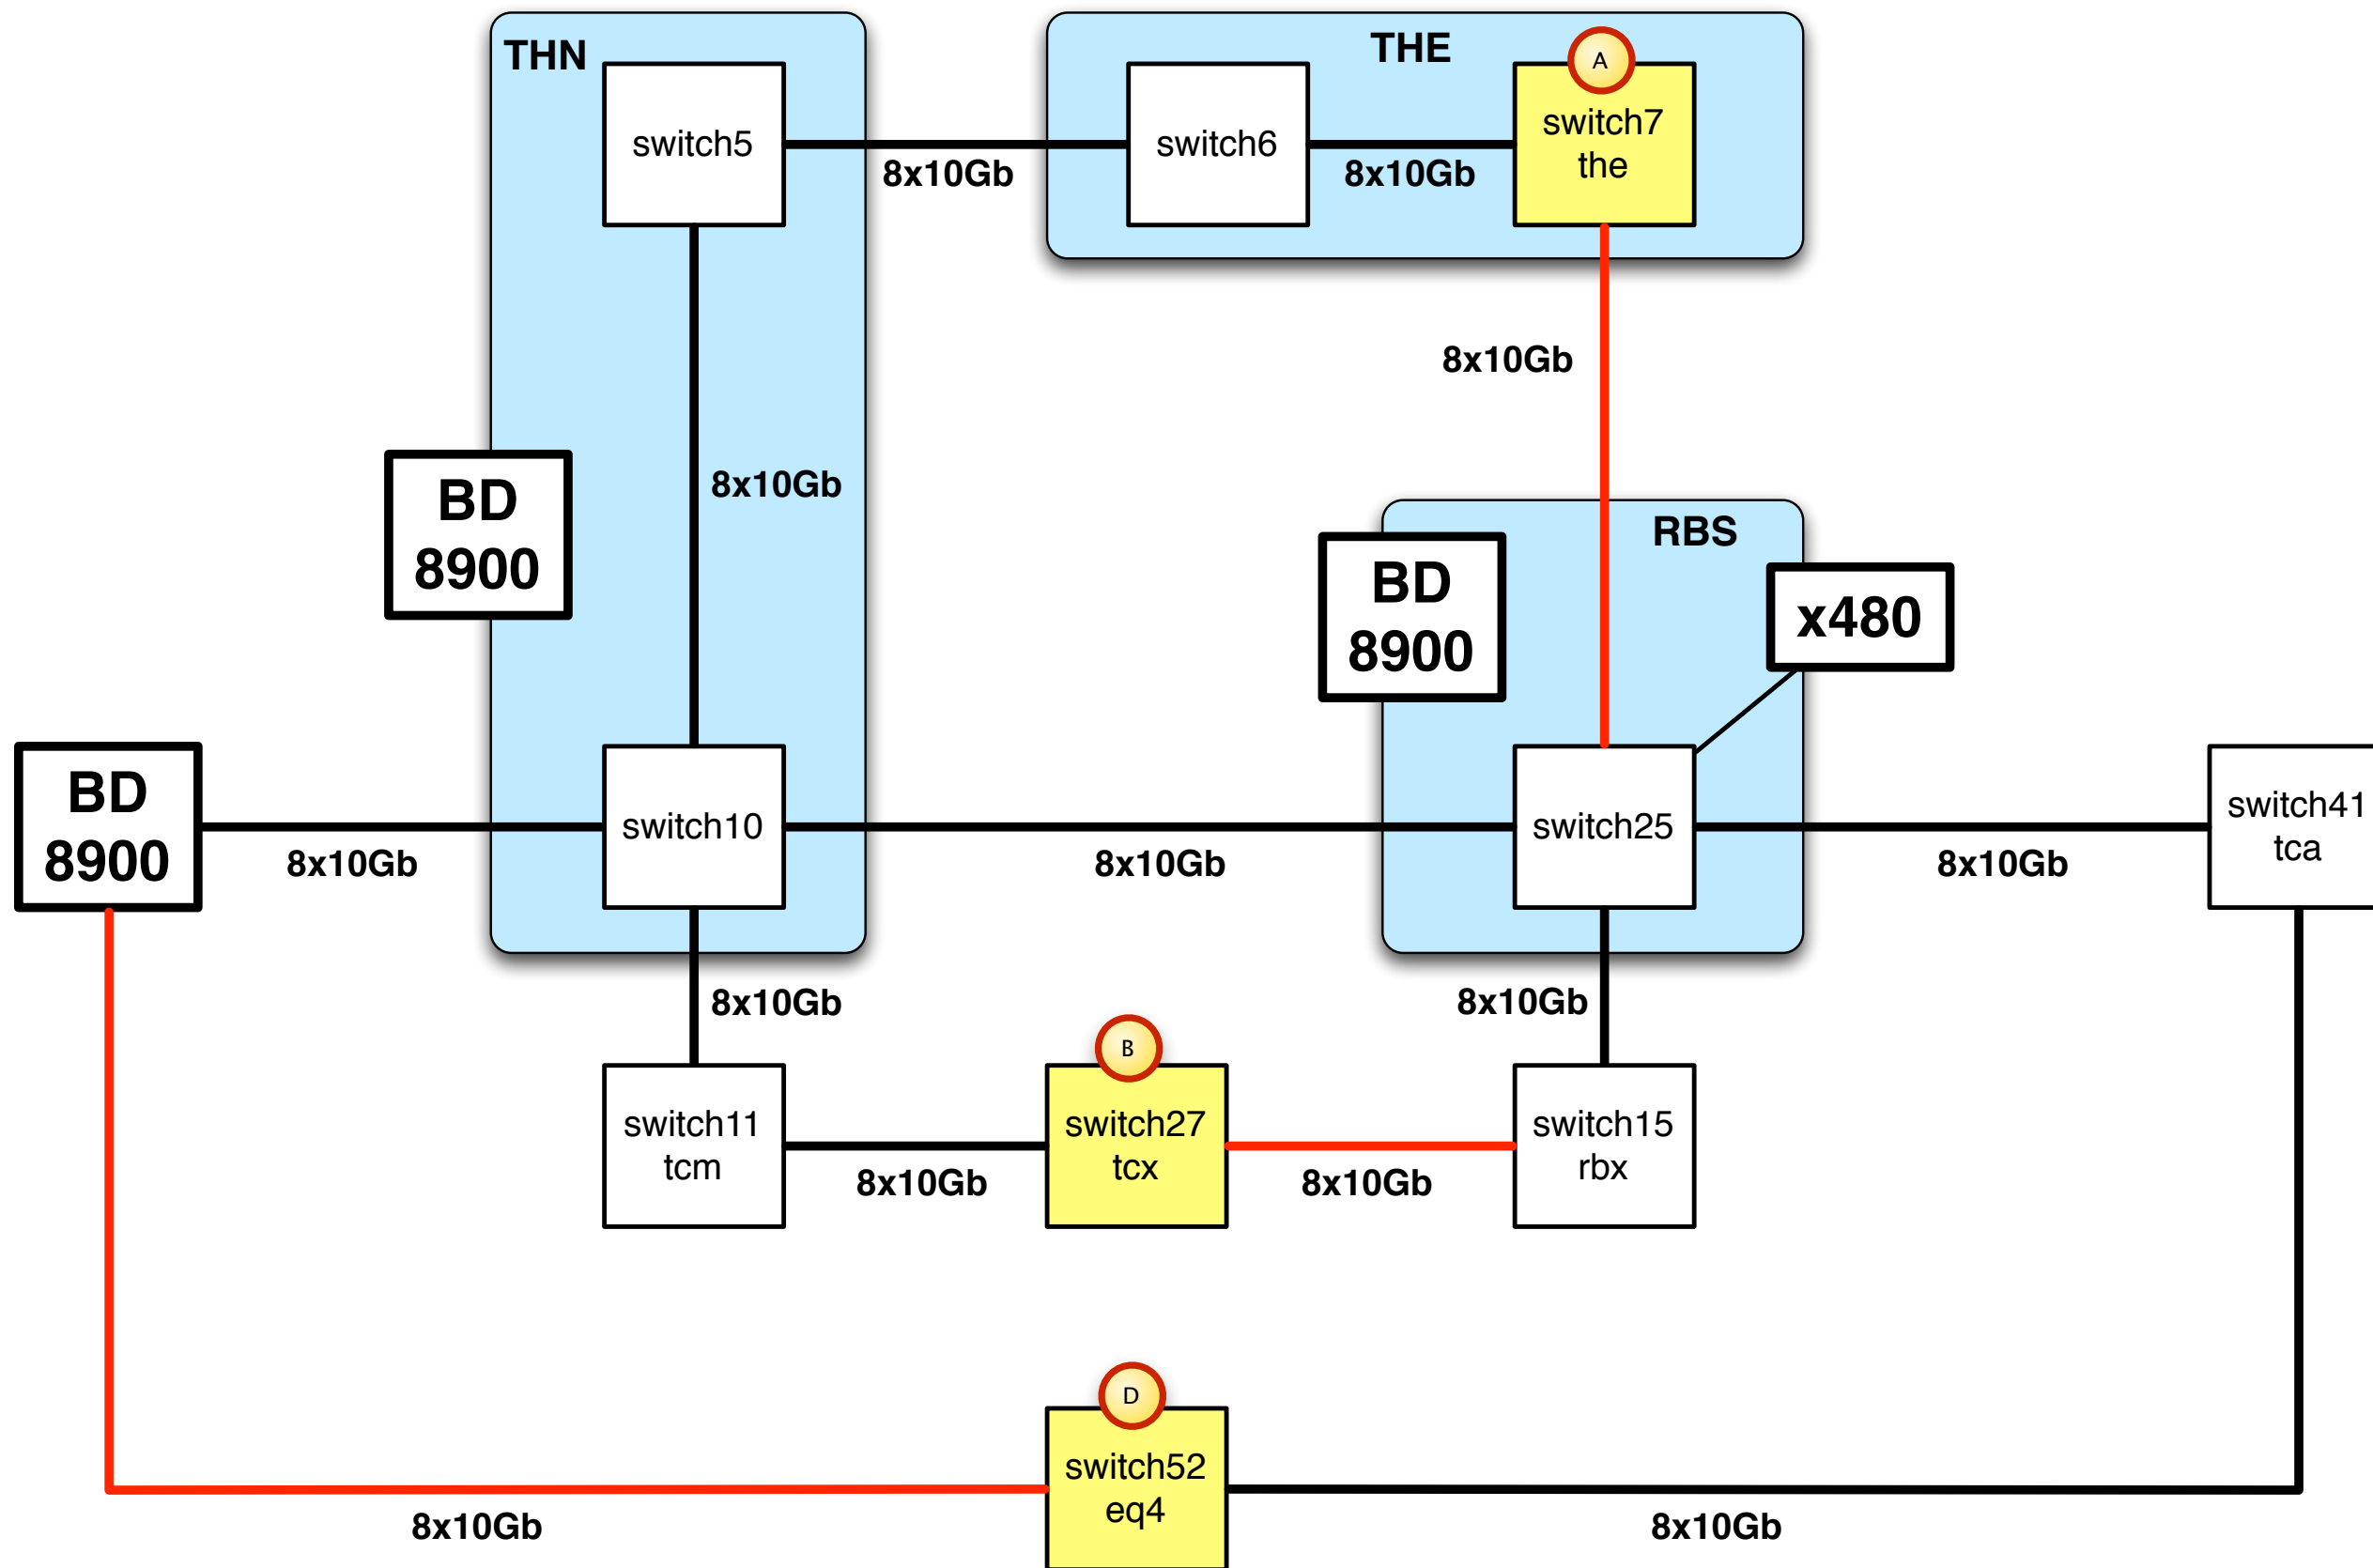 THN
THE
A
switch5
switch6
switch7
the
8x10Gb
8x10Gb
8x10Gb
BD
8900
8x10Gb
RBS
BD
8900
x480
BD
8900
switch10
switch25
switch41
tca
8x10Gb
8x10Gb
8x10Gb
8x10Gb
8x10Gb
B
switch11
tcm
switch27
tcx
switch15
rbx
8x10Gb
8x10Gb
D
switch52
eq4
8x10Gb
8x10Gb